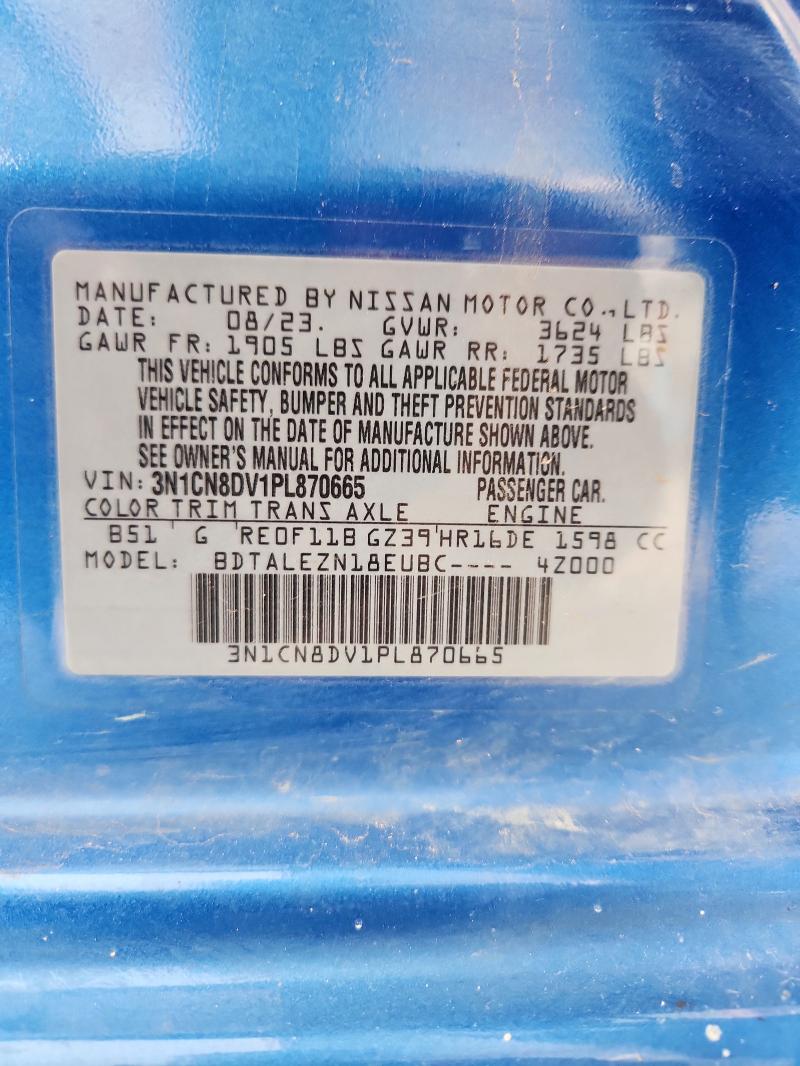 MANUFACTURED BY NISSAN MOTOR CO., LTD.
DATE: 08/23. GVWR: 3624 LBS
GAWR FR: 1905 LBS GAWR RR: 1735 LBS
THIS VEHICLE CONFORMS TO ALL APPLICABLE FEDERAL MOTOR
VEHICLE SAFETY, BUMPER AND THEFT PREVENTION STANDARDS
IN EFFECT ON THE DATE OF MANUFACTURE SHOWN ABOVE.
SEE OWNER'S MANUAL FOR ADDITIONAL INFORMATION.
VIN: 3N1CN8DV1PL870665 PASSENGER CAR.
COLOR TRIM TRANS AXLE ENGINE
B51 G RE0F11B GZ39 HR16DE 1598 CC
MODEL: BDTALEZN18EUBC---- 4Z000
3N1CN8DV1PL870665